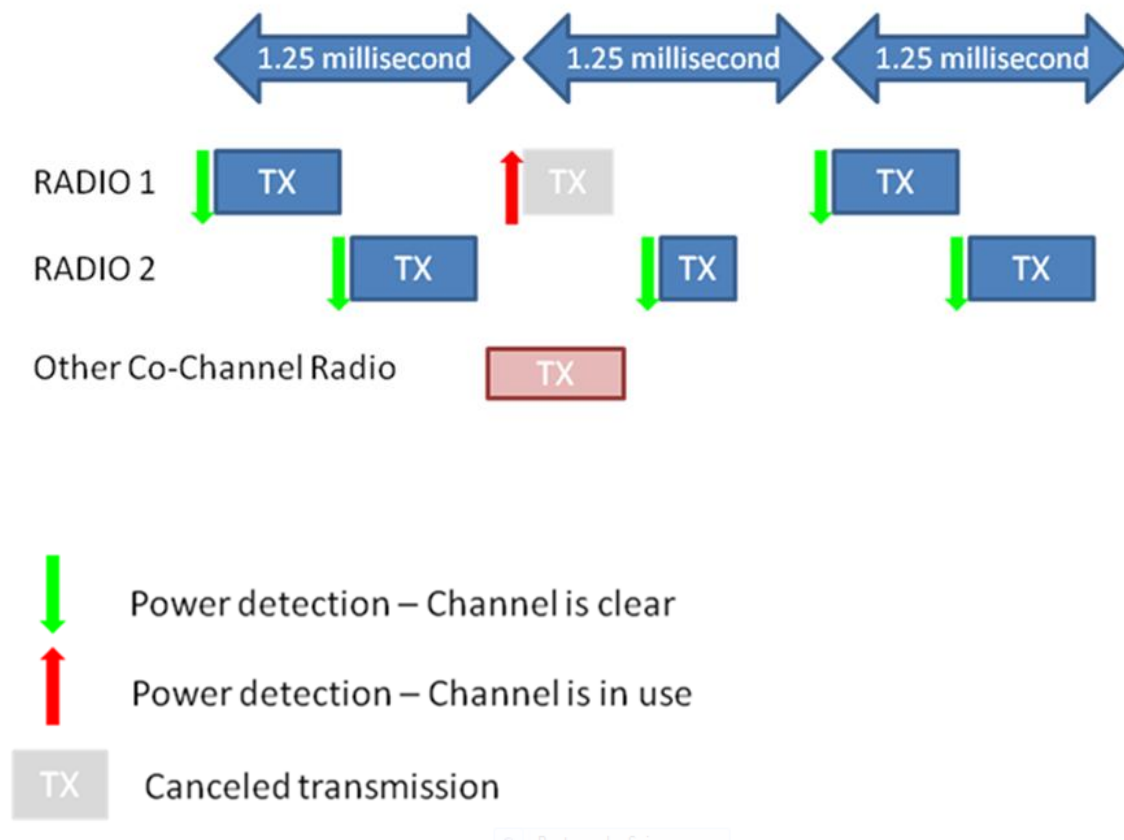 1.25 millisecond 1.25 millisecond 1.25 millisecond
RADIO 1 TX TX TX
RADIO 2 TX TX TX
Other Co-Channel Radio TX
Power detection – Channel is clear
Power detection – Channel is in use
TX Canceled transmission